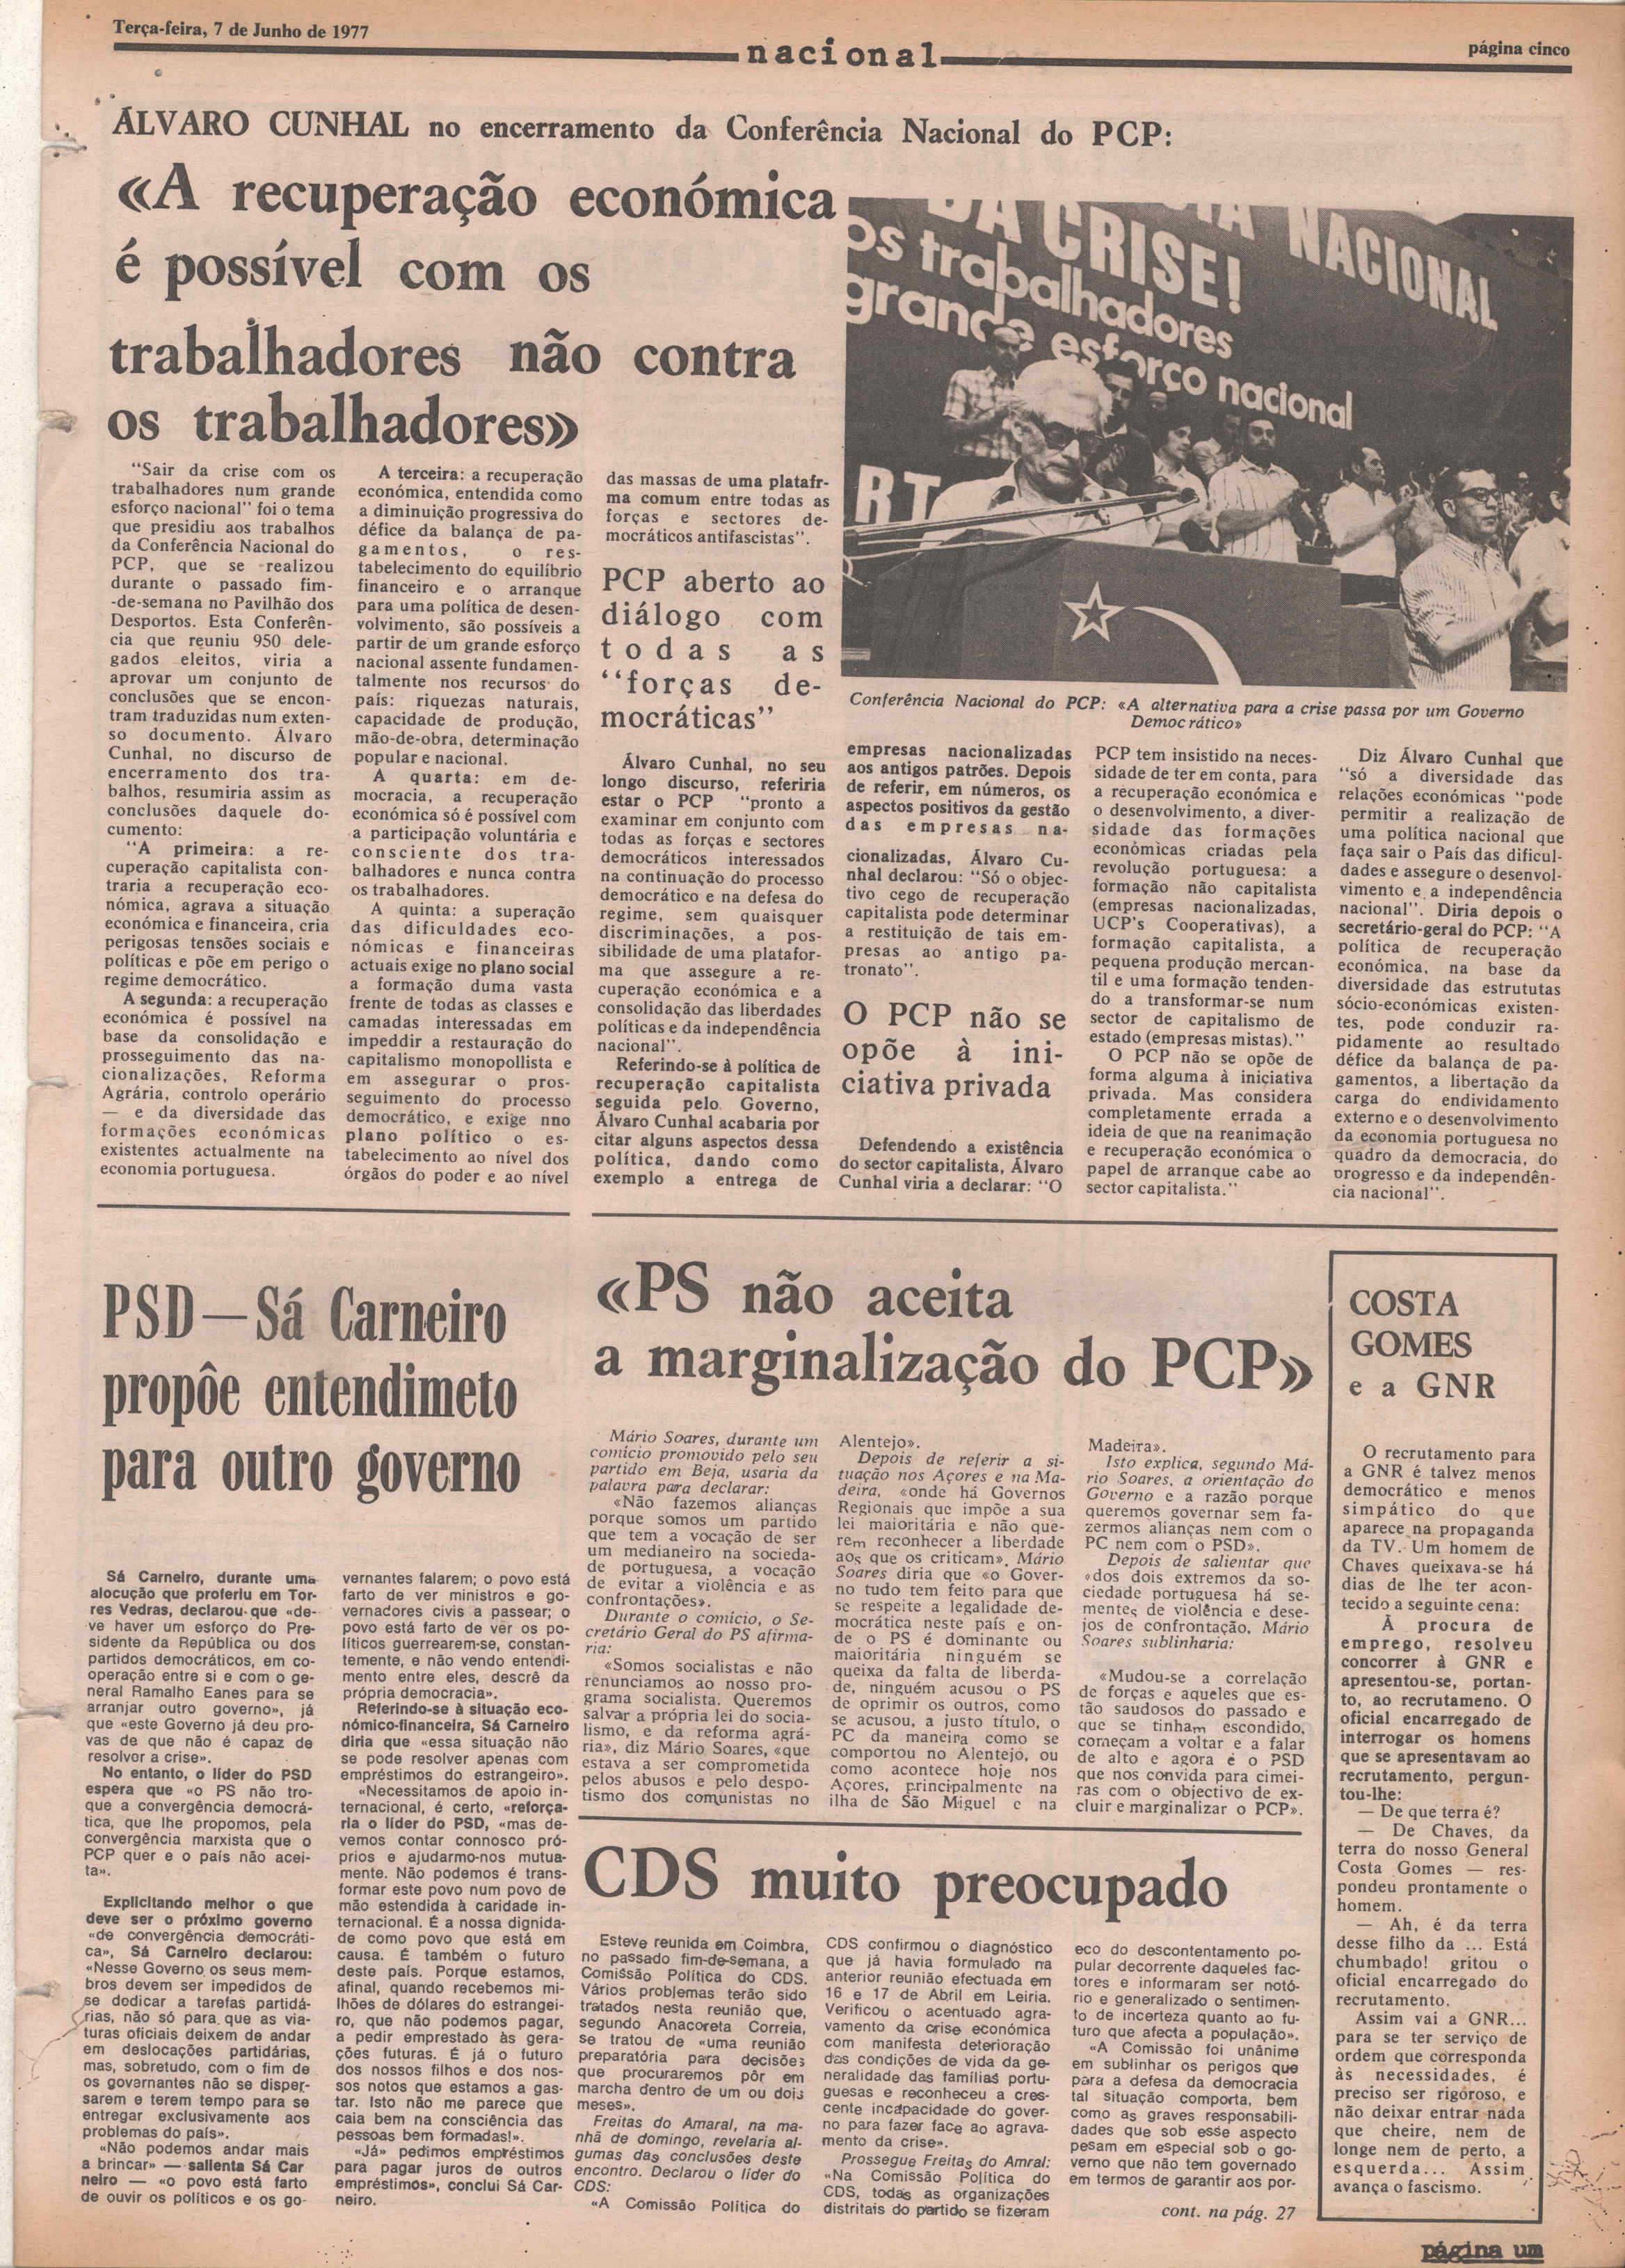 Terça-feira, 7 de Junho de 1977
nacional
página cinco
ÁLVARO CUNHAL no encerramento da Conferência Nacional do PCP:
«A recuperação económica
é possível com os
trabalhadores não contra
os trabalhadores»
DA CRISE!
NACIONAL
os trabalhadores
grande esforço nacional
RT
Conferência Nacional do PCP: «A alternativa para a crise passa por um Governo
Democrático»
"Sair da crise com os
trabalhadores num grande
esforço nacional" foi o tema
que presidiu aos trabalhos
da Conferência Nacional do
PCP, que se realizou
durante o passado fim-
-de-semana no Pavilhão dos
Desportos. Esta Conferên-
cia que reuniu 950 dele-
gados eleitos, viria a
aprovar um conjunto de
conclusões que se encon-
tram traduzidas num exten-
so documento. Álvaro
Cunhal, no discurso de
encerramento dos tra-
balhos, resumiria assim as
conclusões daquele do-
cumento:
"A primeira: a re-
cuperação capitalista con-
traria a recuperação eco-
nómica, agrava a situação
económica e financeira, cria
perigosas tensões sociais e
políticas e põe em perigo o
regime democrático.
A segunda: a recuperação
económica é possível na
base da consolidação e
prosseguimento das na-
cionalizações, Reforma
Agrária, controlo operário
— e da diversidade das
formações económicas
existentes actualmente na
economia portuguesa.
A terceira: a recuperação
económica, entendida como
a diminuição progressiva do
défice da balança de pa-
gamentos, o res-
tabelecimento do equilíbrio
financeiro e o arranque
para uma política de desen-
volvimento, são possíveis a
partir de um grande esforço
nacional assente fundamen-
talmente nos recursos do
país: riquezas naturais,
capacidade de produção,
mão-de-obra, determinação
popular e nacional.
A quarta: em de-
mocracia, a recuperação
económica só é possível com
a participação voluntária e
consciente dos tra-
balhadores e nunca contra
os trabalhadores.
A quinta: a superação
das dificuldades eco-
nómicas e financeiras
actuais exige no plano social
a formação duma vasta
frente de todas as classes e
camadas interessadas em
impeddir a restauração do
capitalismo monopollista e
em assegurar o pros-
seguimento do processo
democrático, e exige nno
plano político o es-
tabelecimento ao nível dos
órgãos do poder e ao nível
das massas de uma platafr-
ma comum entre todas as
forças e sectores de-
mocráticos antifascistas".
PCP aberto ao
diálogo com
todas as
"forças de-
mocráticas"
Álvaro Cunhal, no seu
longo discurso, referiria
estar o PCP "pronto a
examinar em conjunto com
todas as forças e sectores
democráticos interessados
na continuação do processo
democrático e na defesa do
regime, sem quaisquer
discriminações, a pos-
sibilidade de uma platafor-
ma que assegure a re-
cuperação económica e a
consolidação das liberdades
políticas e da independência
nacional".
Referindo-se à política de
recuperação capitalista
seguida pelo Governo,
Álvaro Cunhal acabaria por
citar alguns aspectos dessa
política, dando como
exemplo a entrega de
empresas nacionalizadas
aos antigos patrões. Depois
de referir, em números, os
aspectos positivos da gestão
das empresas na-
cionalizadas, Álvaro Cu-
nhal declarou: "Só o objec-
tivo cego de recuperação
capitalista pode determinar
a restituição de tais em-
presas ao antigo pa-
tronato".
O PCP não se
opõe à ini-
ciativa privada
Defendendo a existência
do sector capitalista, Álvaro
Cunhal viria a declarar: "O
PCP tem insistido na neces-
sidade de ter em conta, para
a recuperação económica e
o desenvolvimento, a diver-
sidade das formações
económicas criadas pela
revolução portuguesa: a
formação não capitalista
(empresas nacionalizadas,
UCP's Cooperativas), a
formação capitalista, a
pequena produção mercan-
til e uma formação tenden-
do a transformar-se num
sector de capitalismo de
estado (empresas mistas)."
O PCP não se opõe de
forma alguma à iniciativa
privada. Mas considera
completamente errada a
ideia de que na reanimação
e recuperação económica o
papel de arranque cabe ao
sector capitalista."
Diz Álvaro Cunhal que
"só a diversidade das
relações económicas "pode
permitir a realização de
uma política nacional que
faça sair o País das dificul-
dades e assegure o desenvol-
vimento e a independência
nacional". Diria depois o
secretário-geral do PCP: "A
política de recuperação
económica, na base da
diversidade das estrututas
sócio-económicas existen-
tes, pode conduzir ra-
pidamente ao resultado
défice da balança de pa-
gamentos, a libertação da
carga do endividamento
externo e o desenvolvimento
da economia portuguesa no
quadro da democracia, do
progresso e da independên-
cia nacional".
PSD—Sá Carneiro
propõe entendimeto
para outro governo
Sá Carneiro, durante uma
alocução que proferiu em Tor-
res Vedras, declarou que «de-
ve haver um esforço do Pre-
sidente da República ou dos
partidos democráticos, em co-
operação entre si e com o ge-
neral Ramalho Eanes para se
arranjar outro governo», já
que «este Governo já deu pro-
vas de que não é capaz de
resolver a crise».
No entanto, o líder do PSD
espera que «o PS não tro-
que a convergência democrá-
tica, que lhe propomos, pela
convergência marxista que o
PCP quer e o país não acei-
ta».
Explicitando melhor o que
deve ser o próximo governo
«de convergência democráti-
ca», Sá Carneiro declarou:
«Nesse Governo os seus mem-
bros devem ser impedidos de
se dedicar a tarefas partidá-
rias, não só para que as via-
turas oficiais deixem de andar
em deslocações partidárias,
mas, sobretudo, com o fim de
os governantes não se disper-
sarem e terem tempo para se
entregar exclusivamente aos
problemas do país».
«Não podemos andar mais
a brincar» — salienta Sá Car
neiro — «o povo está farto
de ouvir os políticos e os go-
vernantes falarem; o povo está
farto de ver ministros e go-
vernadores civis a passear; o
povo está farto de ver os po-
líticos guerrearem-se, constan-
temente, e não vendo entendi-
mento entre eles, descrê da
própria democracia».
Referindo-se à situação eco-
nómico-financeira, Sá Carneiro
diria que «essa situação não
se pode resolver apenas com
empréstimos do estrangeiro».
«Necessitamos de apoio in-
ternacional, é certo, «reforça-
ria o líder do PSD, «mas de-
vemos contar connosco pró-
prios e ajudarmo-nos mutua-
mente. Não podemos é trans-
formar este povo num povo de
mão estendida à caridade in-
ternacional. É a nossa dignida-
de como povo que está em
causa. É também o futuro
deste país. Porque estamos,
afinal, quando recebemos mi-
lhões de dólares do estrangei-
ro, que não podemos pagar,
a pedir emprestado às gera-
ções futuras. É já o futuro
dos nossos filhos e dos nos-
sos notos que estamos a gas-
tar. Isto não me parece que
caia bem na consciência das
pessoas bem formadas!».
«Já» pedimos empréstimos
para pagar juros de outros
empréstimos», conclui Sá Car-
neiro.
«PS não aceita
a marginalização do PCP»
Mário Soares, durante um
comício promovido pelo seu
partido em Beja, usaria da
palavra para declarar:
«Não fazemos alianças
porque somos um partido
que tem a vocação de ser
um medianeiro na socieda-
de portuguesa, a vocação
de evitar a violência e as
confrontações».
Durante o comício, o Se-
cretário Geral do PS afirma-
ria:
«Somos socialistas e não
renunciamos ao nosso pro-
grama socialista. Queremos
salvar a própria lei do socia-
lismo, e da reforma agrá-
ria», diz Mário Soares, «que
estava a ser comprometida
pelos abusos e pelo despo-
tismo dos comunistas no
Alentejo».
Depois de referir a si-
tuação nos Açores e na Ma-
deira, «onde há Governos
Regionais que impõe a sua
lei maioritária e não que-
rem reconhecer a liberdade
aos que os criticam», Mário
Soares diria que «o Gover-
no tudo tem feito para que
se respeite a legalidade de-
mocrática neste país e on-
de o PS é dominante ou
maioritária ninguém se
queixa da falta de liberda-
de, ninguém acusou o PS
de oprimir os outros, como
se acusou, a justo título, o
PC da maneira como se
comportou no Alentejo, ou
como acontece hoje nos
Açores, principalmente na
ilha de São Miguel e na
Madeira».
Isto explica, segundo Má-
rio Soares, a orientação do
Governo e a razão porque
queremos governar sem fa-
zermos alianças nem com o
PC nem com o PSD».
Depois de salientar que
«dos dois extremos da so-
ciedade portuguesa há se-
mentes de violência e dese-
jos de confrontação, Mário
Soares sublinharia:
«Mudou-se a correlação
de forças e aqueles que es-
tão saudosos do passado e
que se tinham escondido,
começam a voltar e a falar
de alto e agora é o PSD
que nos convida para cimei-
ras com o objectivo de ex-
cluir e marginalizar o PCP».
CDS muito preocupado
Esteve reunida em Coimbra,
no passado fim-de-semana, a
Comissão Política do CDS.
Vários problemas terão sido
tratados nesta reunião que,
segundo Anacoreta Correia,
se tratou de «uma reunião
preparatória para decisões
que procuraremos pôr em
marcha dentro de um ou dois
meses».
Freitas do Amaral, na ma-
nhã de domingo, revelaria al-
gumas das conclusões deste
encontro. Declarou o líder do
CDS:
«A Comissão Política do
CDS confirmou o diagnóstico
que já havia formulado na
anterior reunião efectuada em
16 e 17 de Abril em Leiria.
Verificou o acentuado agra-
vamento da crise económica
com manifesta deterioração
das condições de vida da ge-
neralidade das famílias portu-
guesas e reconheceu a cres-
cente incapacidade do gover-
no para fazer face ao agrava-
mento da crise».
Prossegue Freitas do Amral:
«Na Comissão Política do
CDS, todas as organizações
distritais do partido se fizeram
eco do descontentamento po-
pular decorrente daqueles fac-
tores e informaram ser notó-
rio e generalizado o sentimen-
to de incerteza quanto ao fu-
turo que afecta a população».
«A Comissão foi unânime
em sublinhar os perigos que
para a defesa da democracia
tal situação comporta, bem
como as graves responsabili-
dades que sob esse aspecto
pesam em especial sob o go-
verno que não tem governado
em termos de garantir aos por-
cont. na pág. 27
COSTA
GOMES
e a GNR
O recrutamento para
a GNR é talvez menos
democrático e menos
simpático do que
aparece na propaganda
da TV. Um homem de
Chaves queixava-se há
dias de lhe ter acon-
tecido a seguinte cena:
À procura de
emprego, resolveu
concorrer à GNR e
apresentou-se, portan-
to, ao recrutameno. O
oficial encarregado de
interrogar os homens
que se apresentavam ao
recrutamento, pergun-
tou-lhe:
— De que terra é?
— De Chaves, da
terra do nosso General
Costa Gomes — res-
pondeu prontamente o
homem.
— Ah, é da terra
desse filho da ... Está
chumbado! gritou o
oficial encarregado do
recrutamento.
Assim vai a GNR...
para se ter serviço de
ordem que corresponda
às necessidades, é
preciso ser rigoroso, e
não deixar entrar nada
que cheire, nem de
longe nem de perto, a
esquerda... Assim
avança o fascismo.
página um